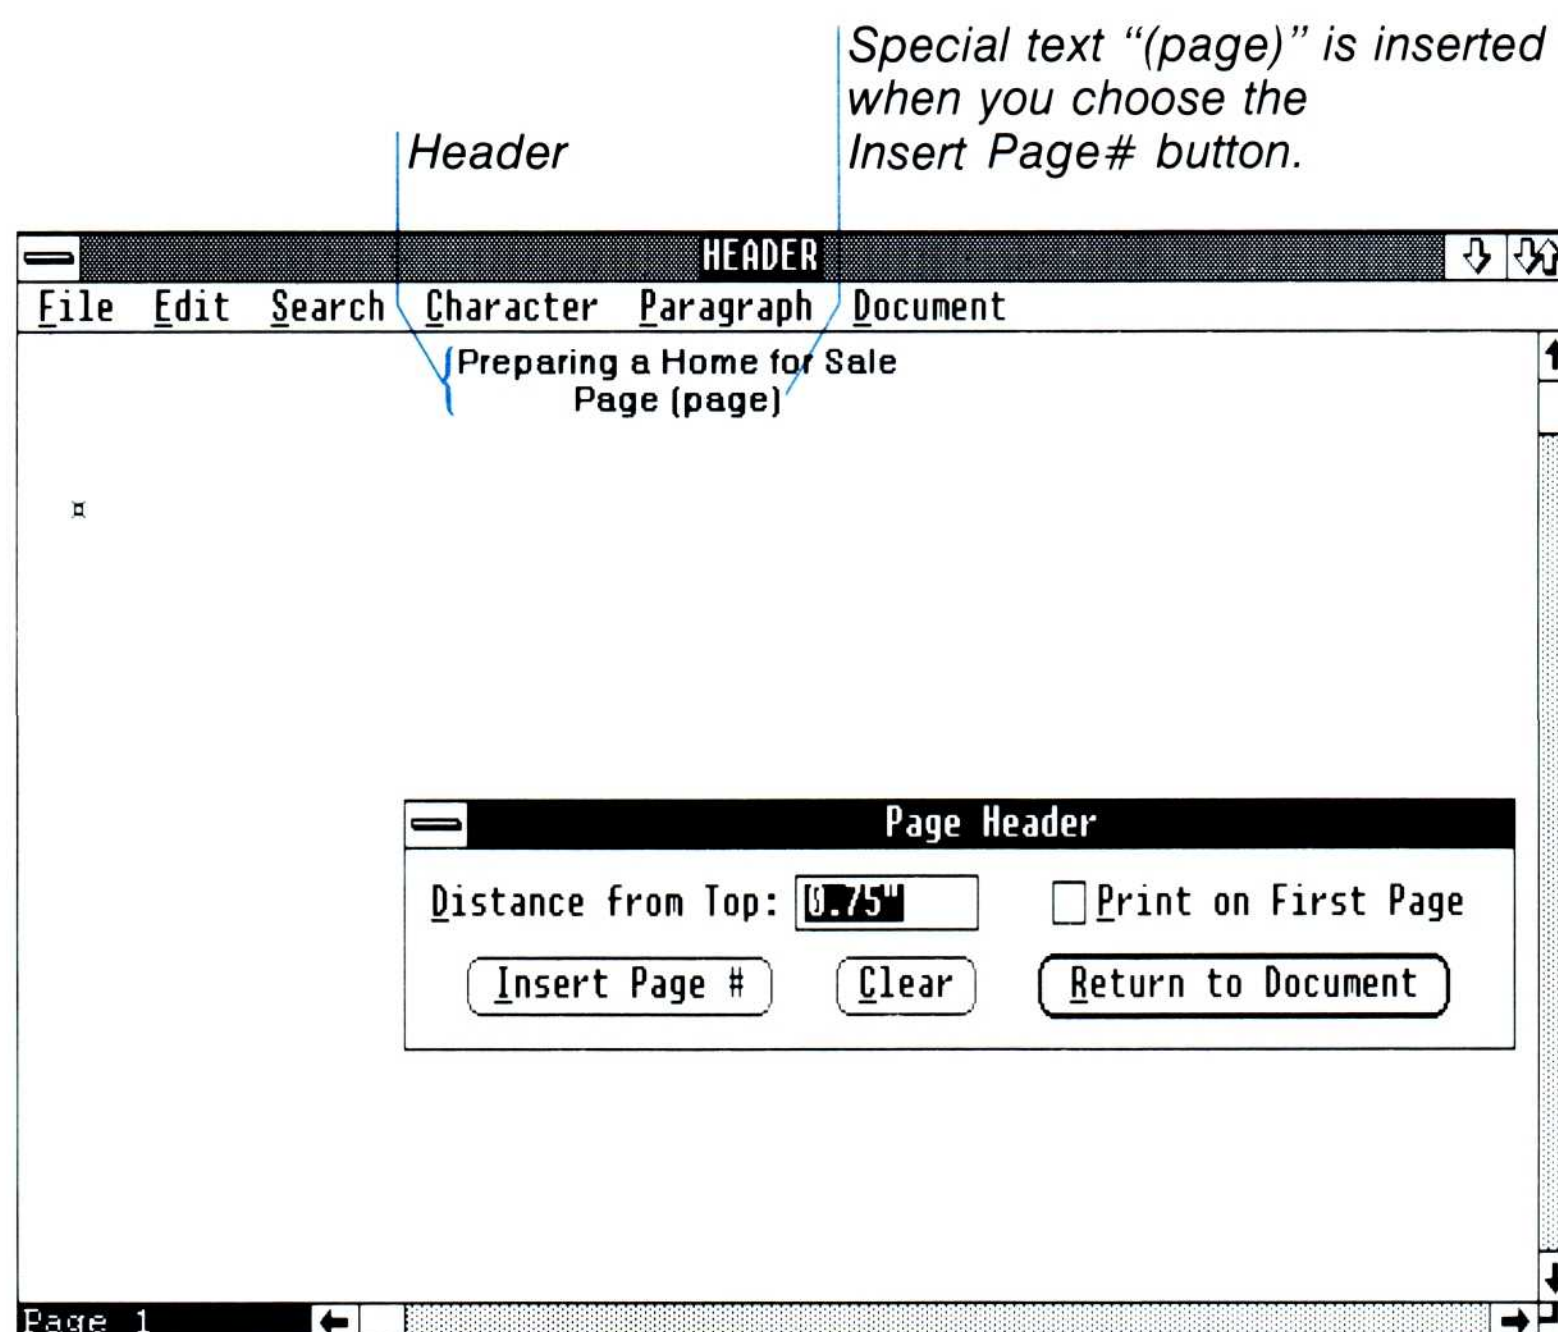 Special text “(page)” is inserted
when you choose the
Insert Page# button.
Header
HEADER
File Edit Search Character Paragraph Document
Preparing a Home for Sale
Page (page)
¤
Page Header
Distance from Top: 0.75" Print on First Page
Insert Page # Clear Return to Document
Page 1